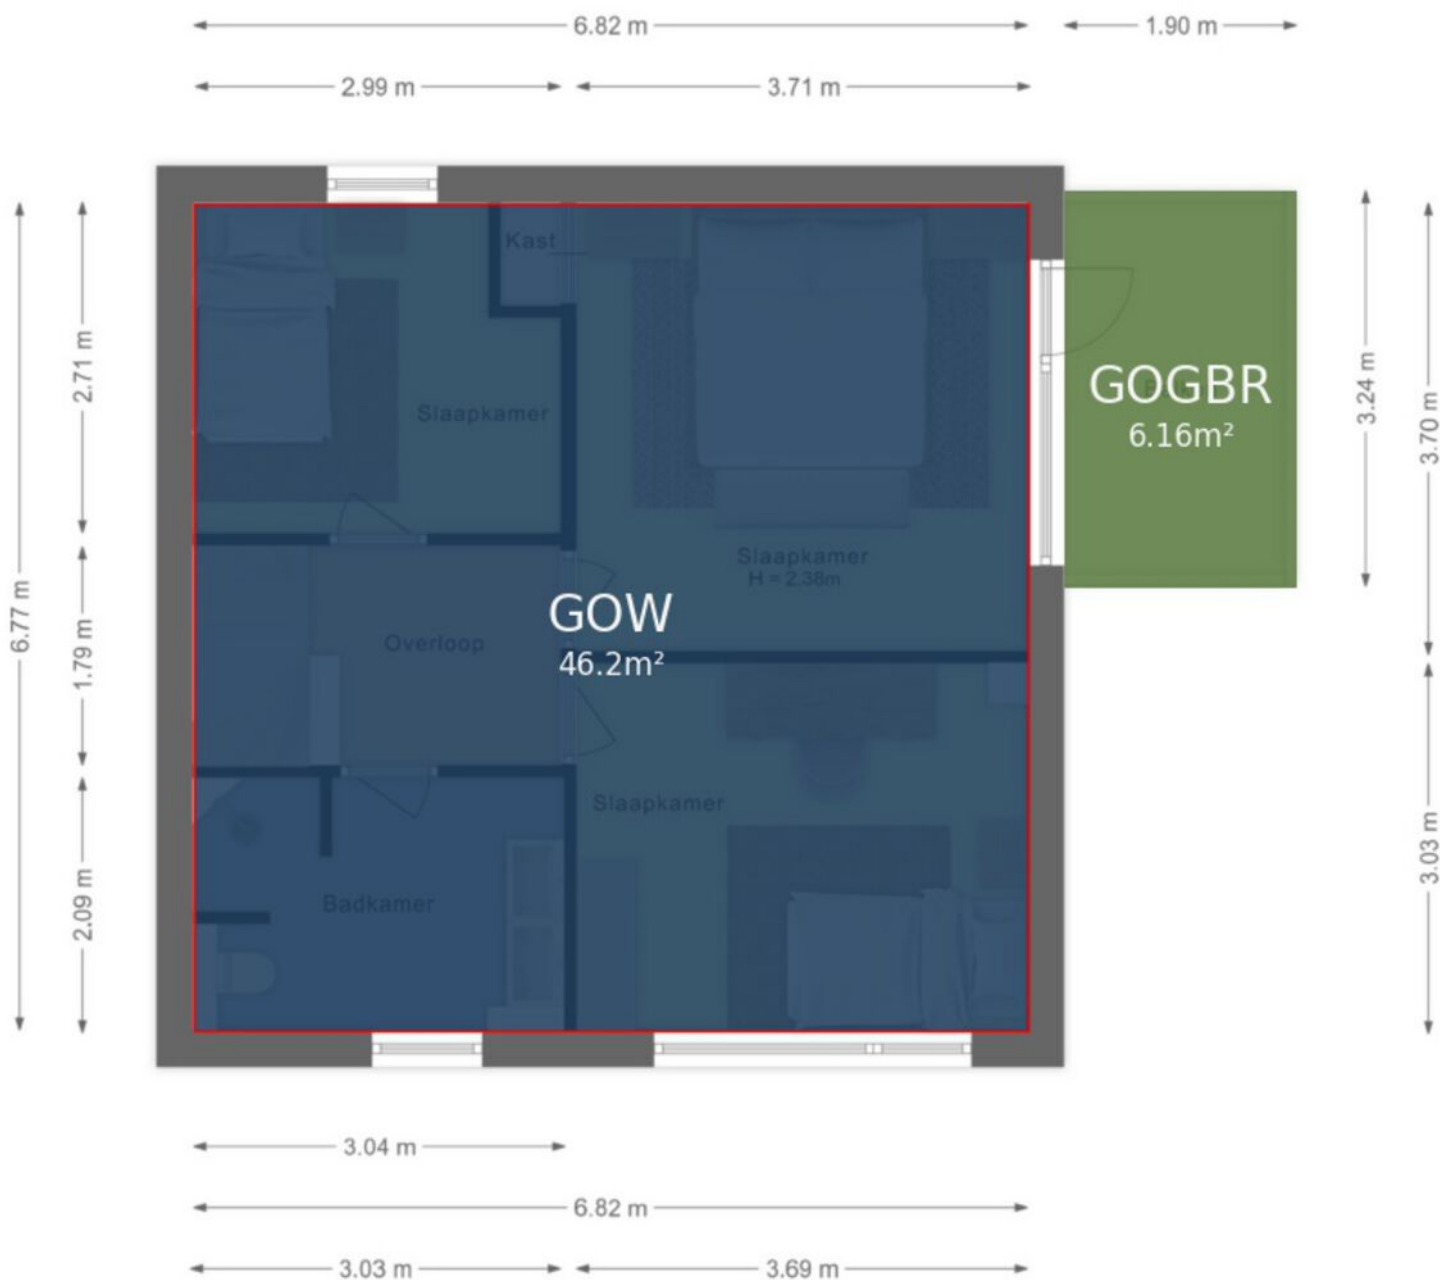 6.82 m
1.90 m
2.99 m
3.71 m
Kast
2.71 m
Slaapkamer
GOGBR
6.16m²
3.24 m
3.70 m
Slaapkamer
H = 2.38m
6.77 m
1.79 m
Overloop
GOW
46.2m²
Slaapkamer
3.03 m
2.09 m
Badkamer
3.04 m
6.82 m
3.03 m
3.69 m